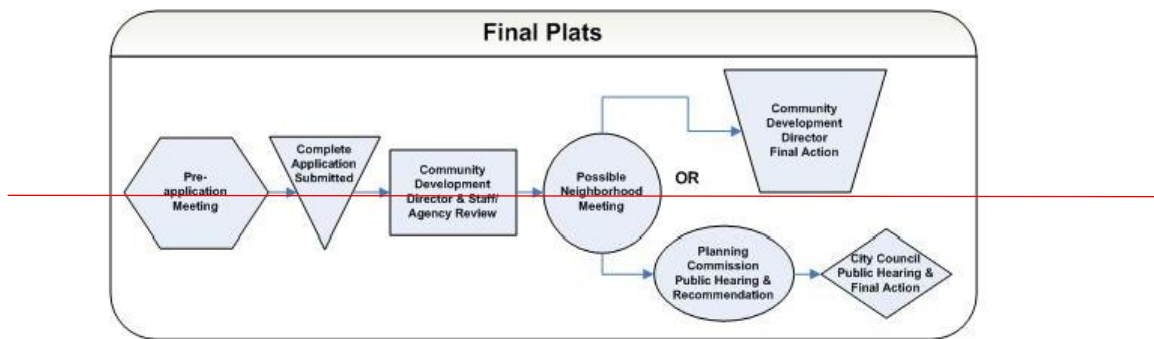 Final Plats
Pre-
application
Meeting
Complete
Application
Submitted
Community
Development
Director & Staff/
Agency Review
Possible
Neighborhood
Meeting
OR
Community
Development
Director
Final Action
Planning
Commission
Public Hearing &
Recommendation
City Council
Public Hearing &
Final Action